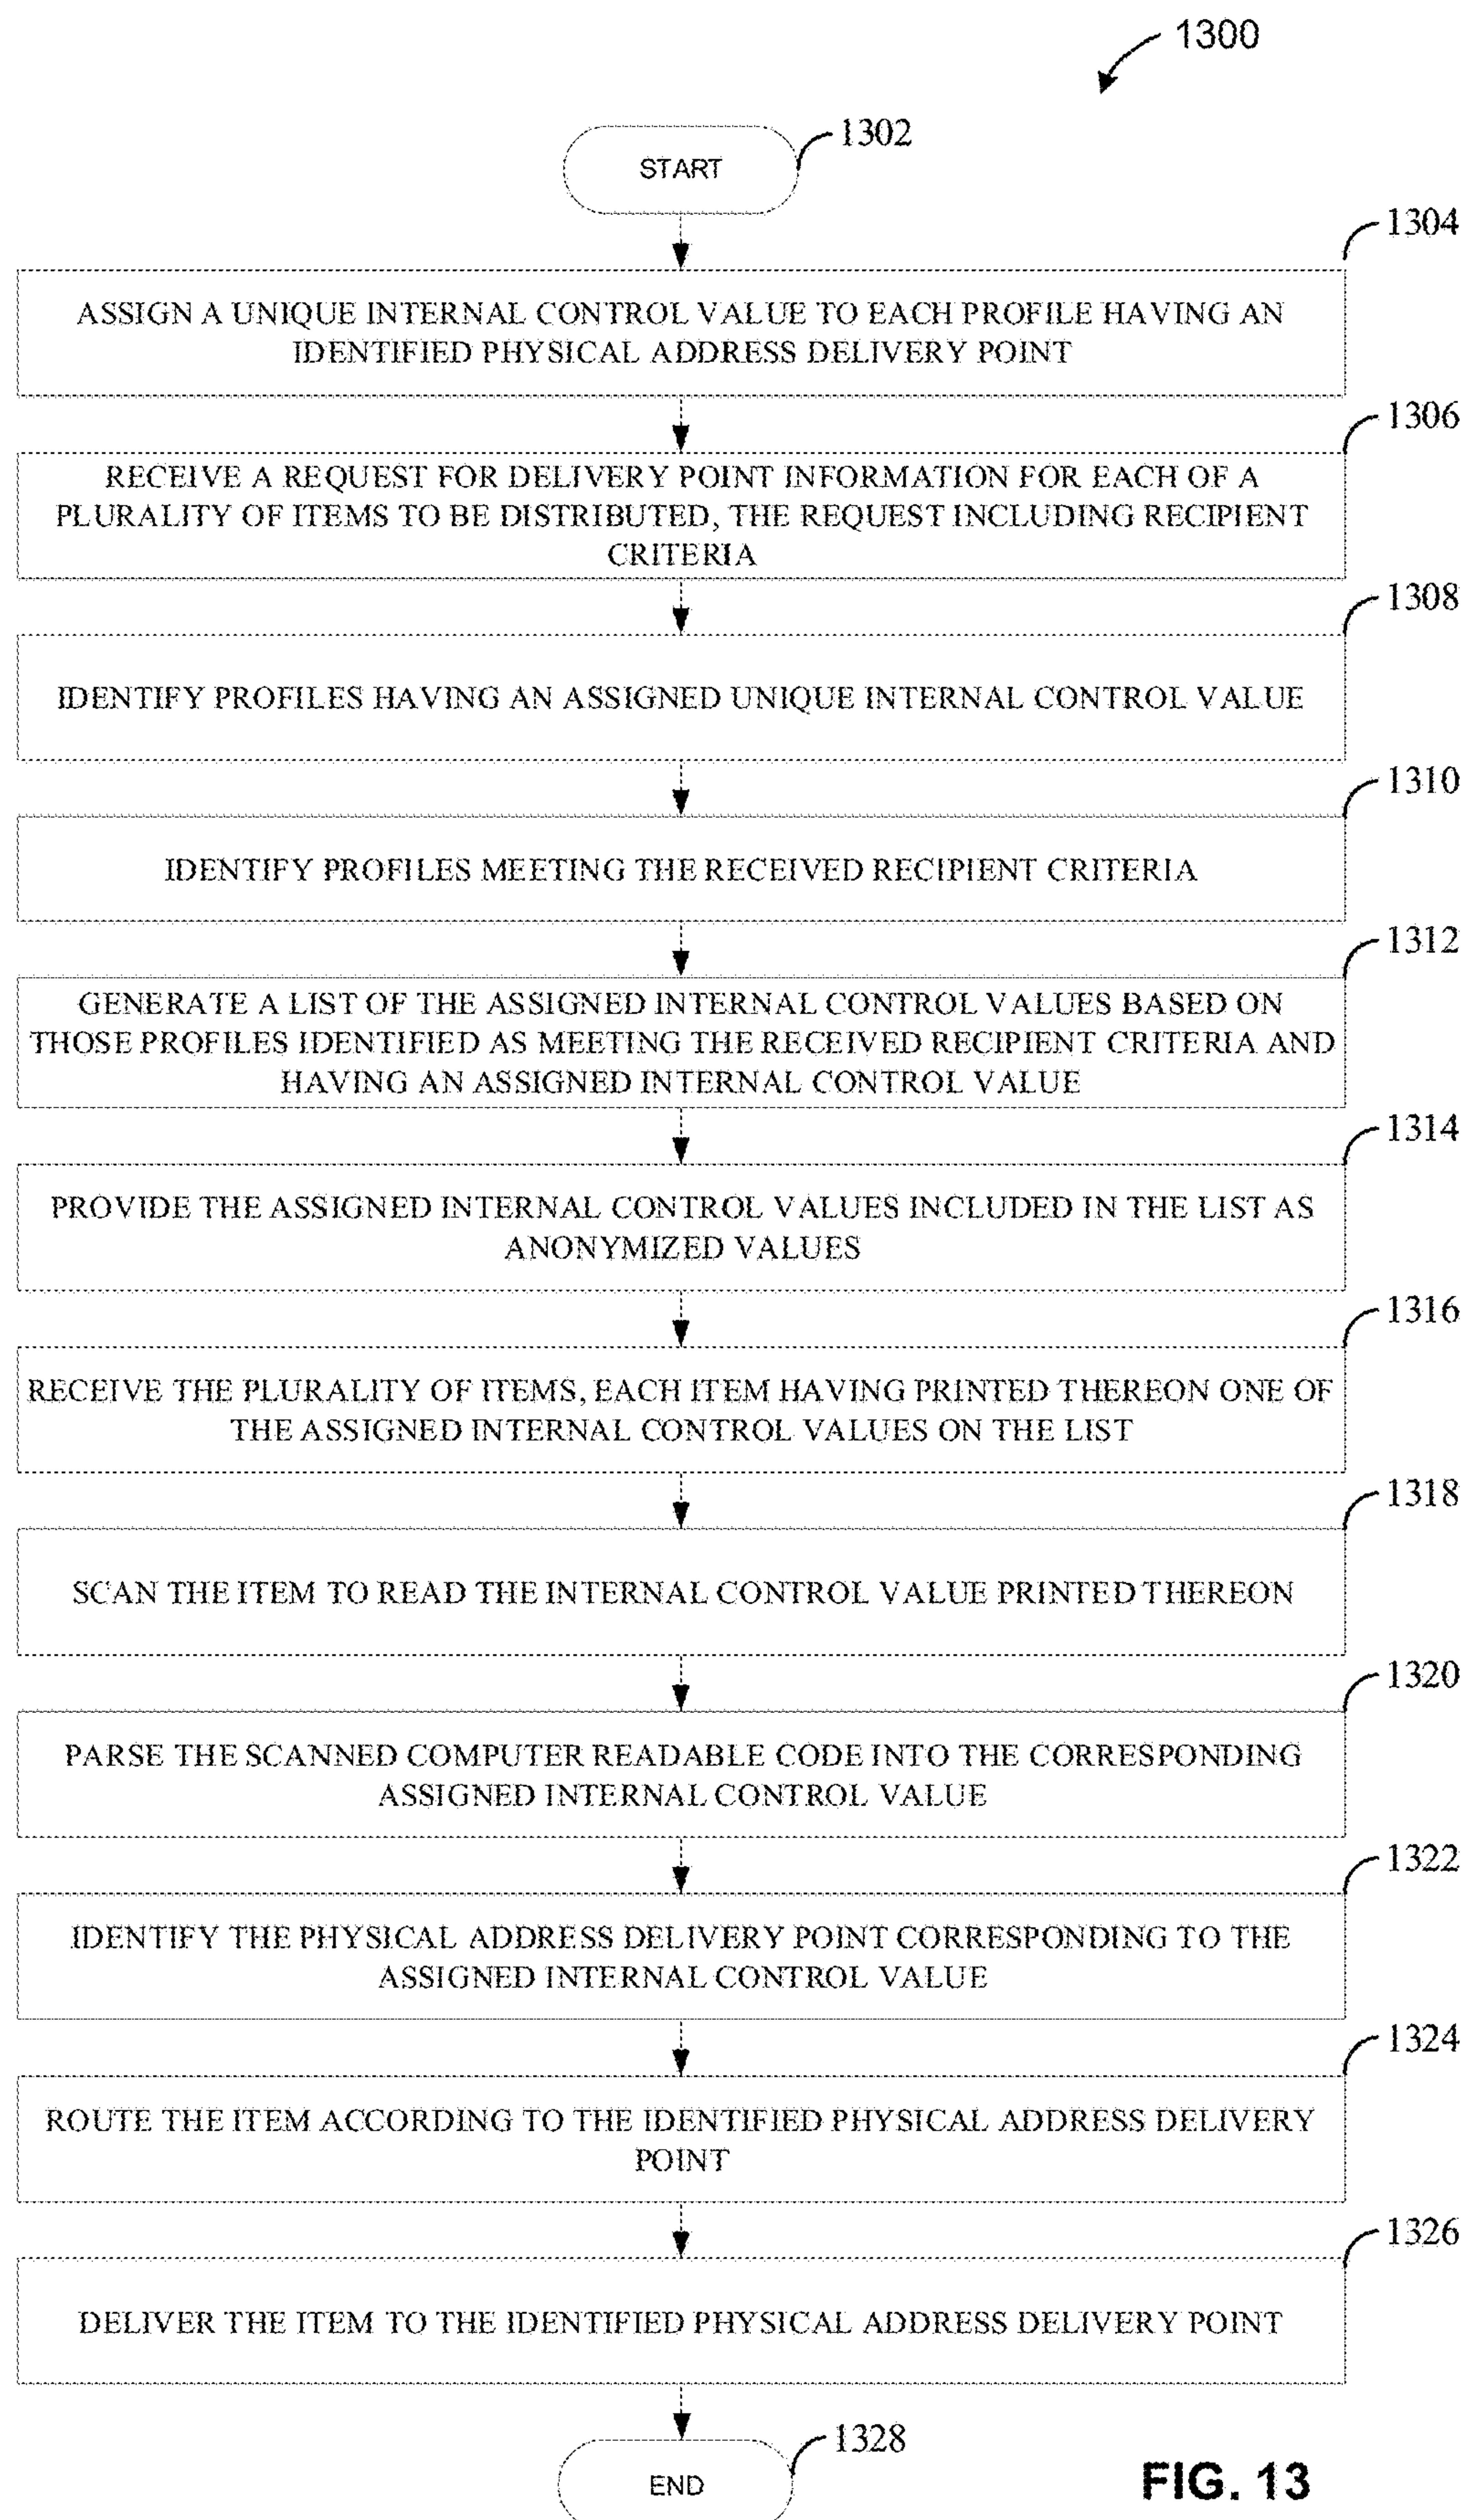 1300
START
1302
1304
ASSIGN A UNIQUE INTERNAL CONTROL VALUE TO EACH PROFILE HAVING AN
IDENTIFIED PHYSICAL ADDRESS DELIVERY POINT
1306
RECEIVE A REQUEST FOR DELIVERY POINT INFORMATION FOR EACH OF A
PLURALITY OF ITEMS TO BE DISTRIBUTED, THE REQUEST INCLUDING RECIPIENT
CRITERIA
1308
IDENTIFY PROFILES HAVING AN ASSIGNED UNIQUE INTERNAL CONTROL VALUE
1310
IDENTIFY PROFILES MEETING THE RECEIVED RECIPIENT CRITERIA
1312
GENERATE A LIST OF THE ASSIGNED INTERNAL CONTROL VALUES BASED ON
THOSE PROFILES IDENTIFIED AS MEETING THE RECEIVED RECIPIENT CRITERIA AND
HAVING AN ASSIGNED INTERNAL CONTROL VALUE
1314
PROVIDE THE ASSIGNED INTERNAL CONTROL VALUES INCLUDED IN THE LIST AS
ANONYMIZED VALUES
1316
RECEIVE THE PLURALITY OF ITEMS, EACH ITEM HAVING PRINTED THEREON ONE OF
THE ASSIGNED INTERNAL CONTROL VALUES ON THE LIST
1318
SCAN THE ITEM TO READ THE INTERNAL CONTROL VALUE PRINTED THEREON
1320
PARSE THE SCANNED COMPUTER READABLE CODE INTO THE CORRESPONDING
ASSIGNED INTERNAL CONTROL VALUE
1322
IDENTIFY THE PHYSICAL ADDRESS DELIVERY POINT CORRESPONDING TO THE
ASSIGNED INTERNAL CONTROL VALUE
1324
ROUTE THE ITEM ACCORDING TO THE IDENTIFIED PHYSICAL ADDRESS DELIVERY
POINT
1326
DELIVER THE ITEM TO THE IDENTIFIED PHYSICAL ADDRESS DELIVERY POINT
1328
END
FIG. 13